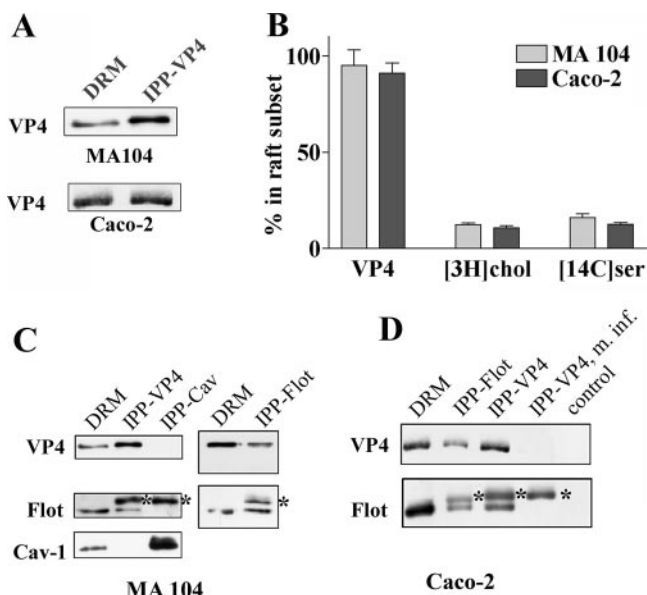 A
DRM
IPP-VP4
VP4
MA104
VP4
Caco-2
B
% in raft subset
100
50
0
MA 104
Caco-2
VP4
[3H]chol
[14C]ser
C
DRM
IPP-VP4
IPP-Cav
DRM
IPP-Flot
VP4
Flot
*
*
*
Cav-1
MA 104
D
DRM
IPP-Flot
IPP-VP4
IPP-VP4, m. inf.
control
VP4
Flot
*
*
*
Caco-2